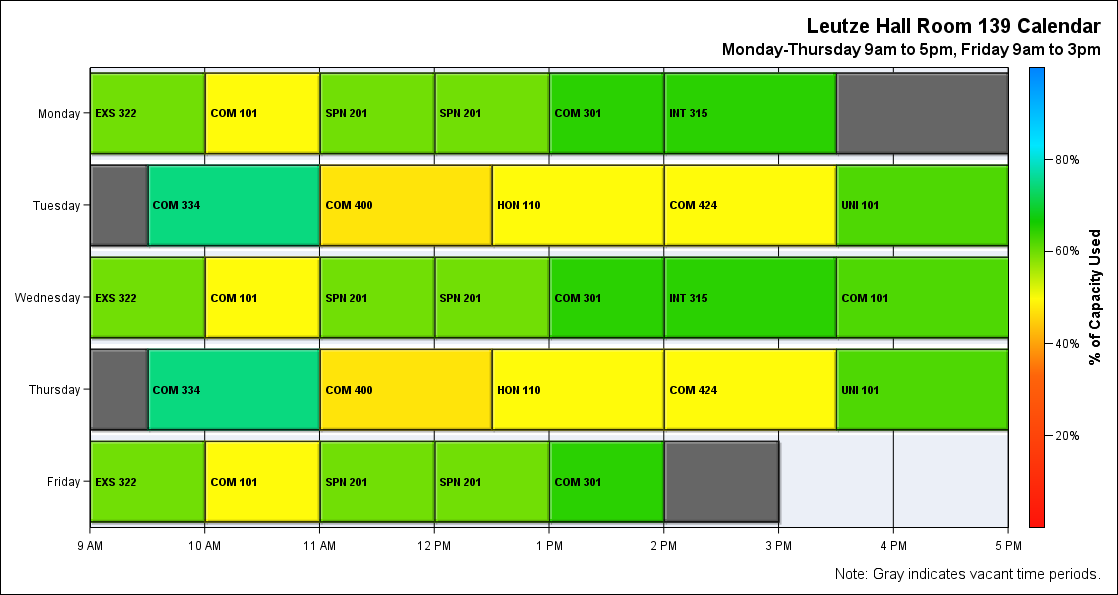 Leutze Hall Room 139 Calendar
Monday-Thursday 9am to 5pm, Friday 9am to 3pm
Monday
EXS 322 COM 101 SPN 201 SPN 201 COM 301 INT 315
Tuesday
COM 334 COM 400 HON 110 COM 424 UNI 101
Wednesday
EXS 322 COM 101 SPN 201 SPN 201 COM 301 INT 315 COM 101
Thursday
COM 334 COM 400 HON 110 COM 424 UNI 101
Friday
EXS 322 COM 101 SPN 201 SPN 201 COM 301
9 AM 10 AM 11 AM 12 PM 1 PM 2 PM 3 PM 4 PM 5 PM
80%
60%
40%
20%
% of Capacity Used
Note: Gray indicates vacant time periods.